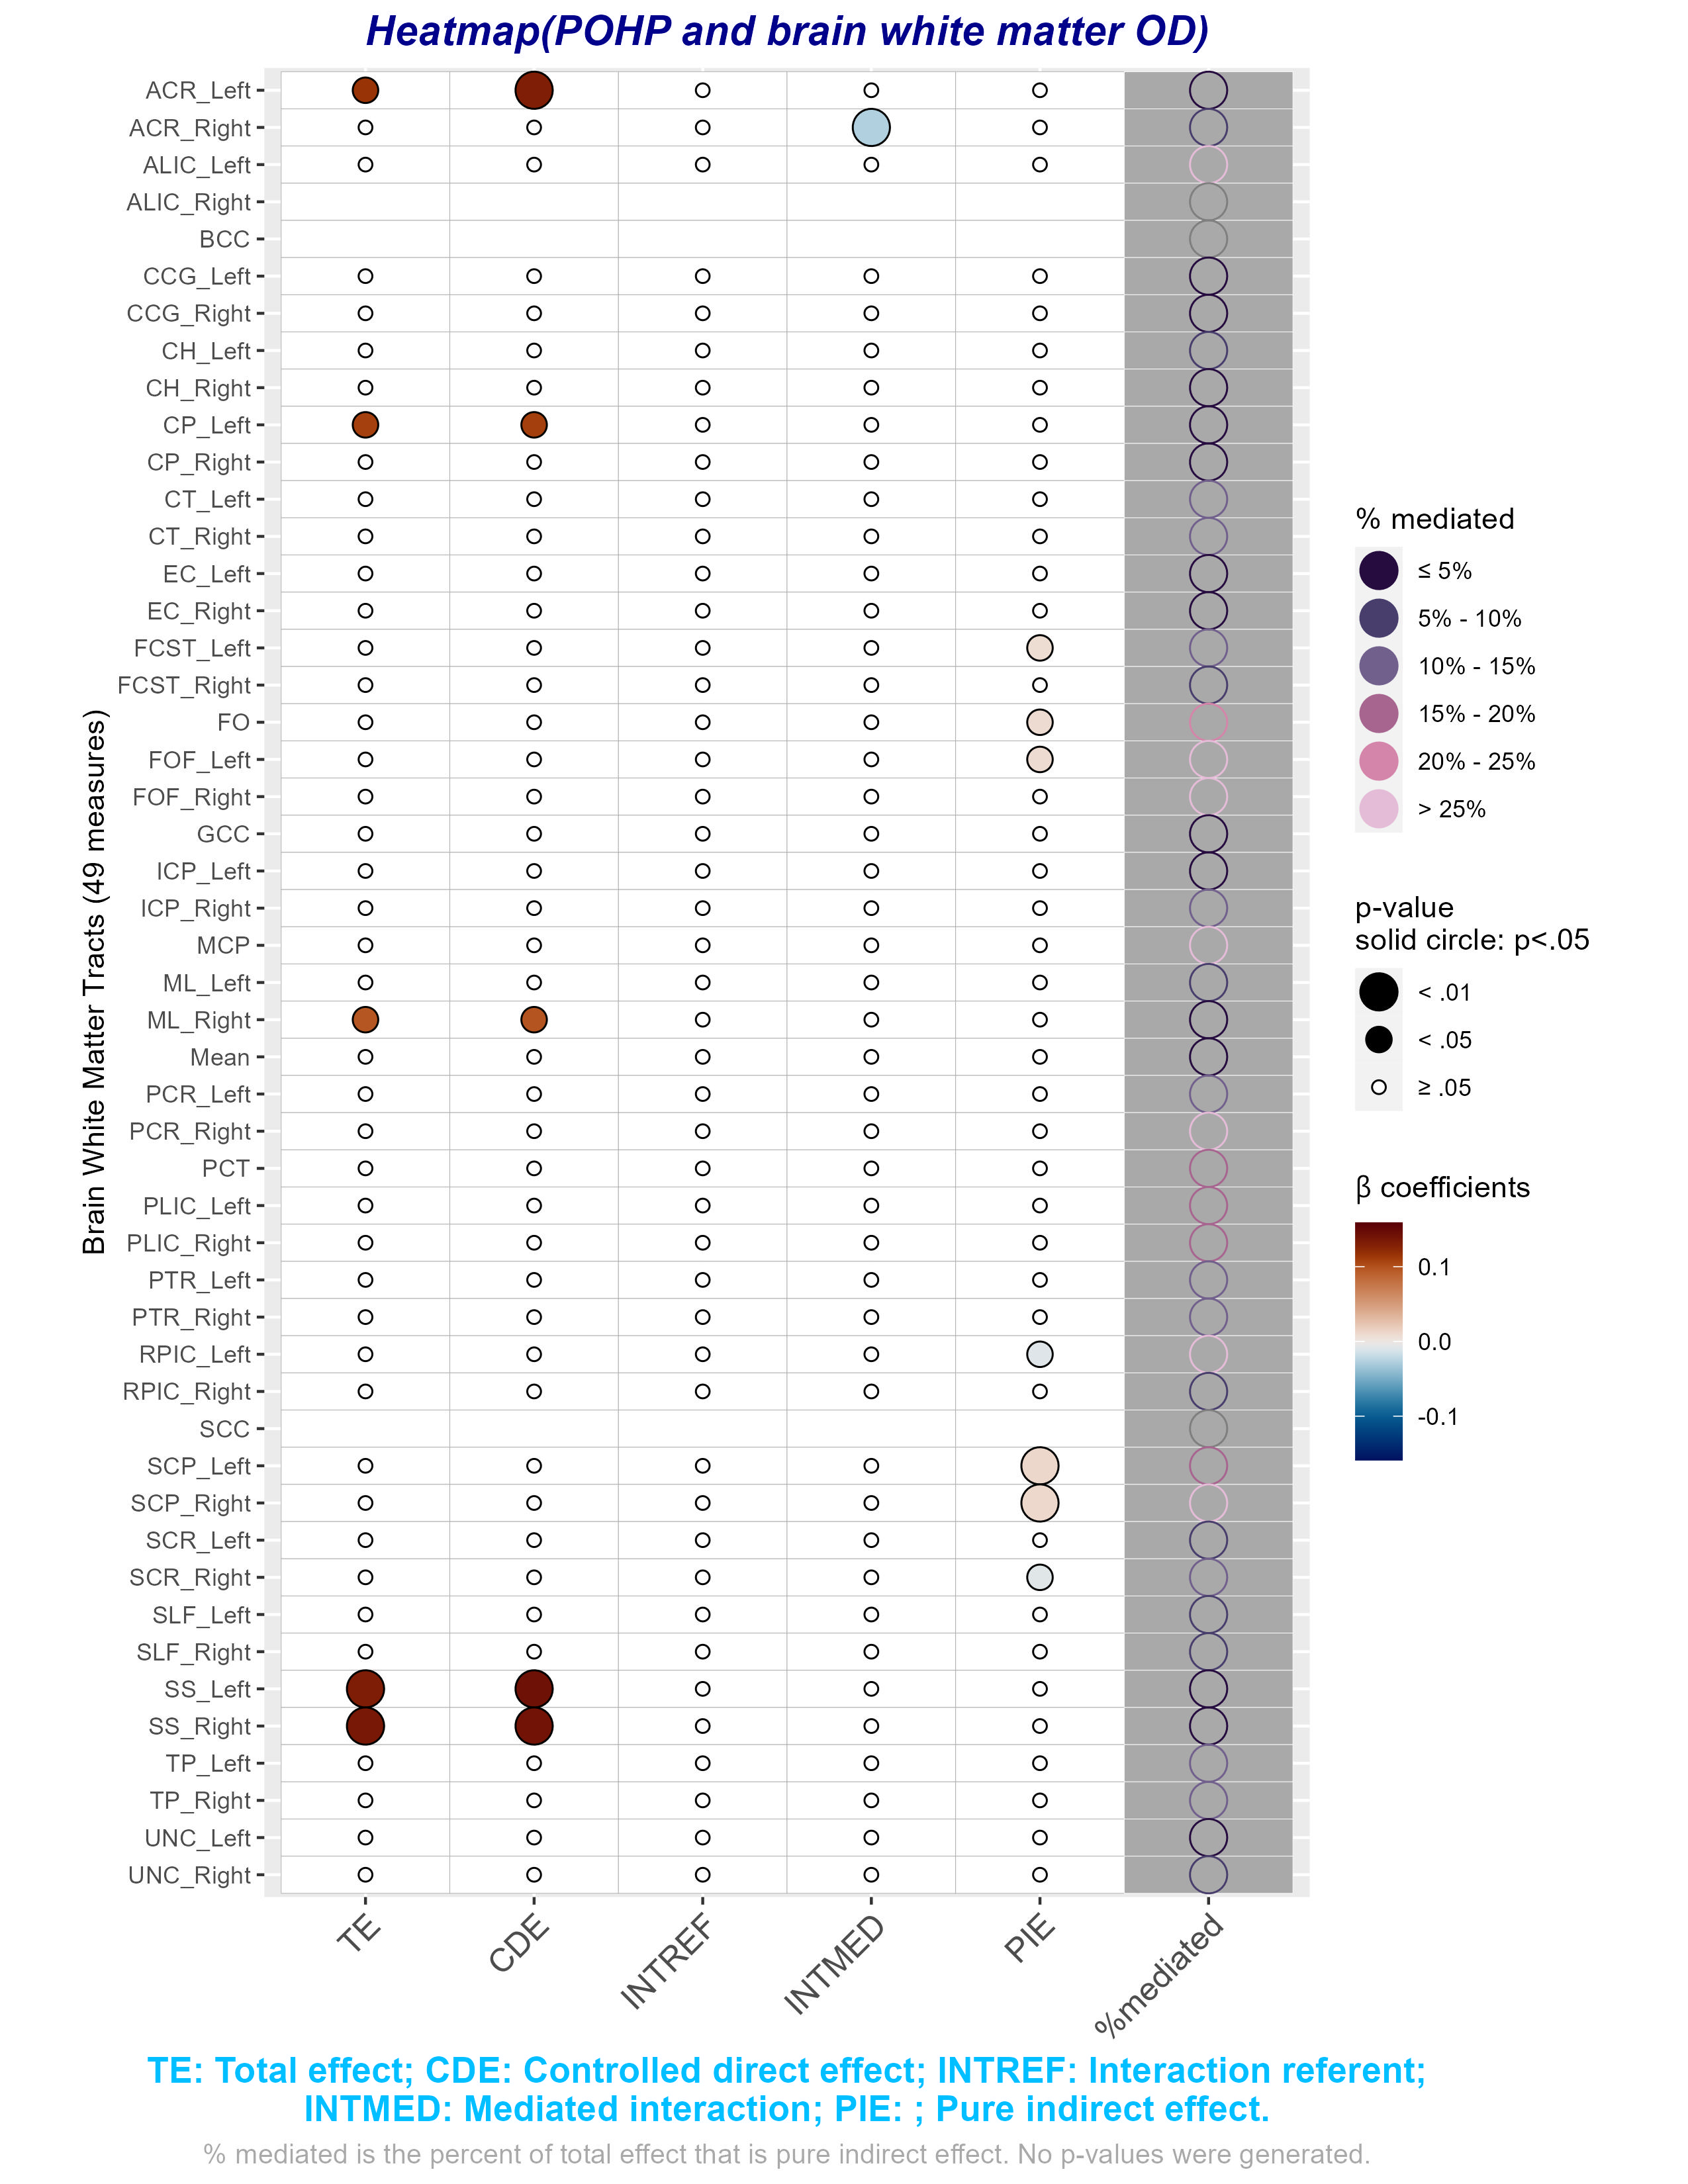 Heatmap(POHP and brain white matter OD)
Brain White Matter Tracts (49 measures)
ACR_Left
ACR_Right
ALIC_Left
ALIC_Right
BCC
CCG_Left
CCG_Right
CH_Left
CH_Right
CP_Left
CP_Right
CT_Left
CT_Right
EC_Left
EC_Right
FCST_Left
FCST_Right
FO
FOF_Left
FOF_Right
GCC
ICP_Left
ICP_Right
MCP
ML_Left
ML_Right
Mean
PCR_Left
PCR_Right
PCT
PLIC_Left
PLIC_Right
PTR_Left
PTR_Right
RPIC_Left
RPIC_Right
SCC
SCP_Left
SCP_Right
SCR_Left
SCR_Right
SLF_Left
SLF_Right
SS_Left
SS_Right
TP_Left
TP_Right
UNC_Left
UNC_Right
TE
CDE
INTREF
INTMED
PIE
%mediated
% mediated
≤ 5%
5% - 10%
10% - 15%
15% - 20%
20% - 25%
> 25%
p-value
solid circle: p<.05
< .01
< .05
≥ .05
β coefficients
0.1
0.0
-0.1
TE: Total effect; CDE: Controlled direct effect; INTREF: Interaction referent;
INTMED: Mediated interaction; PIE: ; Pure indirect effect.
% mediated is the percent of total effect that is pure indirect effect. No p-values were generated.